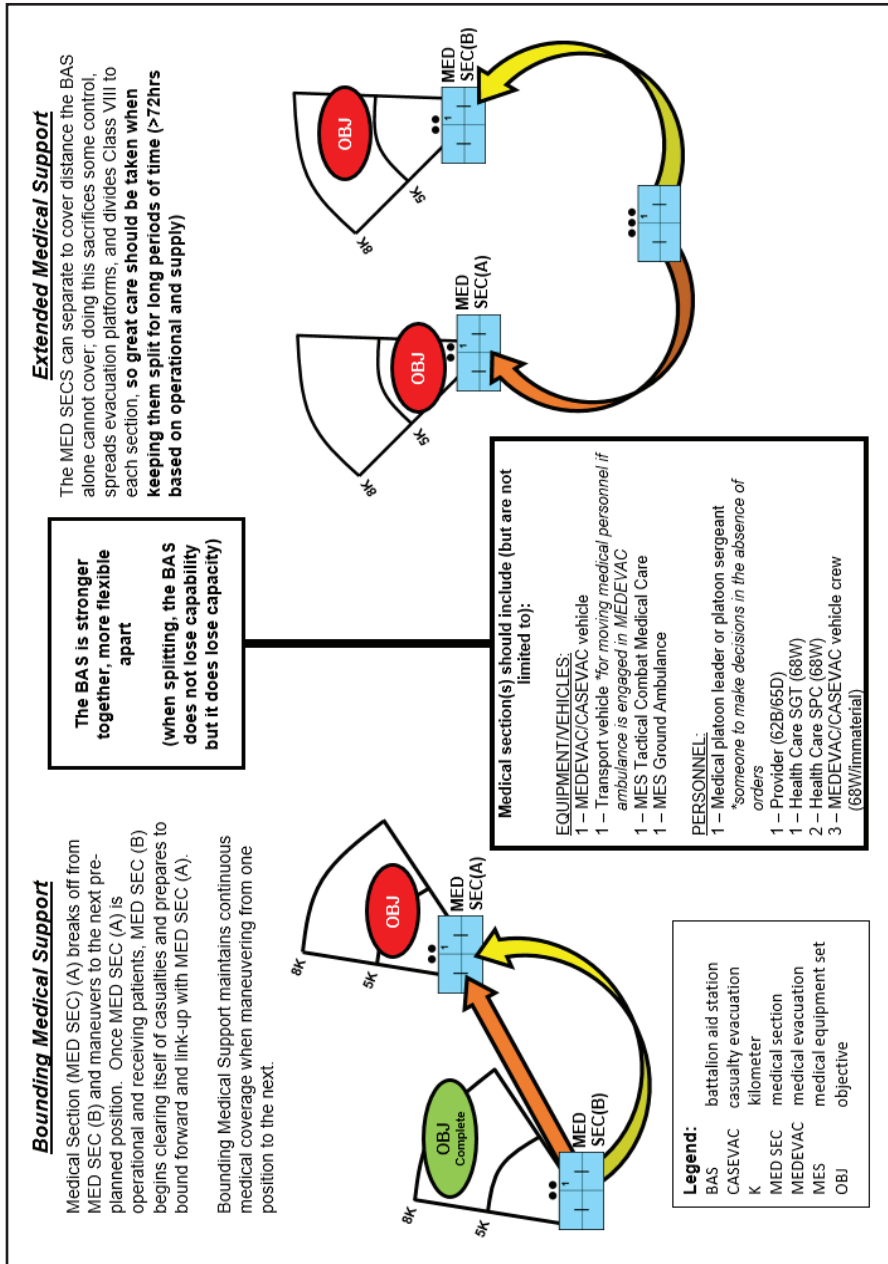 Bounding Medical Support
Medical Section (MED SEC) (A) breaks off from
MED SEC (B) and maneuvers to the next pre-
planned position.  Once MED SEC (A) is
operational and receiving patients, MED SEC (B)
begins clearing itself of casualties and prepares to
bound forward and link-up with MED SEC (A).
Bounding Medical Support maintains continuous
medical coverage when maneuvering from one
position to the next.
8K
5K
OBJ
Complete
1
MED
SEC(B)
8K
5K
OBJ
1
MED
SEC(A)
Legend:
BAS battalion aid station
CASEVAC casualty evacuation
K kilometer
MED SEC medical section
MEDEVAC medical evacuation
MES medical equipment set
OBJ objective
The BAS is stronger
together, more flexible
apart
(when splitting, the BAS
does not lose capability
but it does lose capacity)
Medical section(s) should include (but are not
limited to):
EQUIPMENT/VEHICLES:
1 – MEDEVAC/CASEVAC vehicle
1 – Transport vehicle *for moving medical personnel if
ambulance is engaged in MEDEVAC
1 – MES Tactical Combat Medical Care
1 – MES Ground Ambulance
PERSONNEL:
1 – Medical platoon leader or platoon sergeant
*someone to make decisions in the absence of
orders
1 – Provider (62B/65D)
1 – Health Care SGT (68W)
2 – Health Care SPC (68W)
3 – MEDEVAC/CASEVAC vehicle crew
(68W/immaterial)
Extended Medical Support
The MED SECS can separate to cover distance the BAS
alone cannot cover; doing this sacrifices some control,
spreads evacuation platforms, and divides Class VIII to
each section, so great care should be taken when
keeping them split for long periods of time (>72hrs
based on operational and supply)
8K
5K
OBJ
1
MED
SEC(A)
8K
5K
OBJ
1
MED
SEC(B)
1